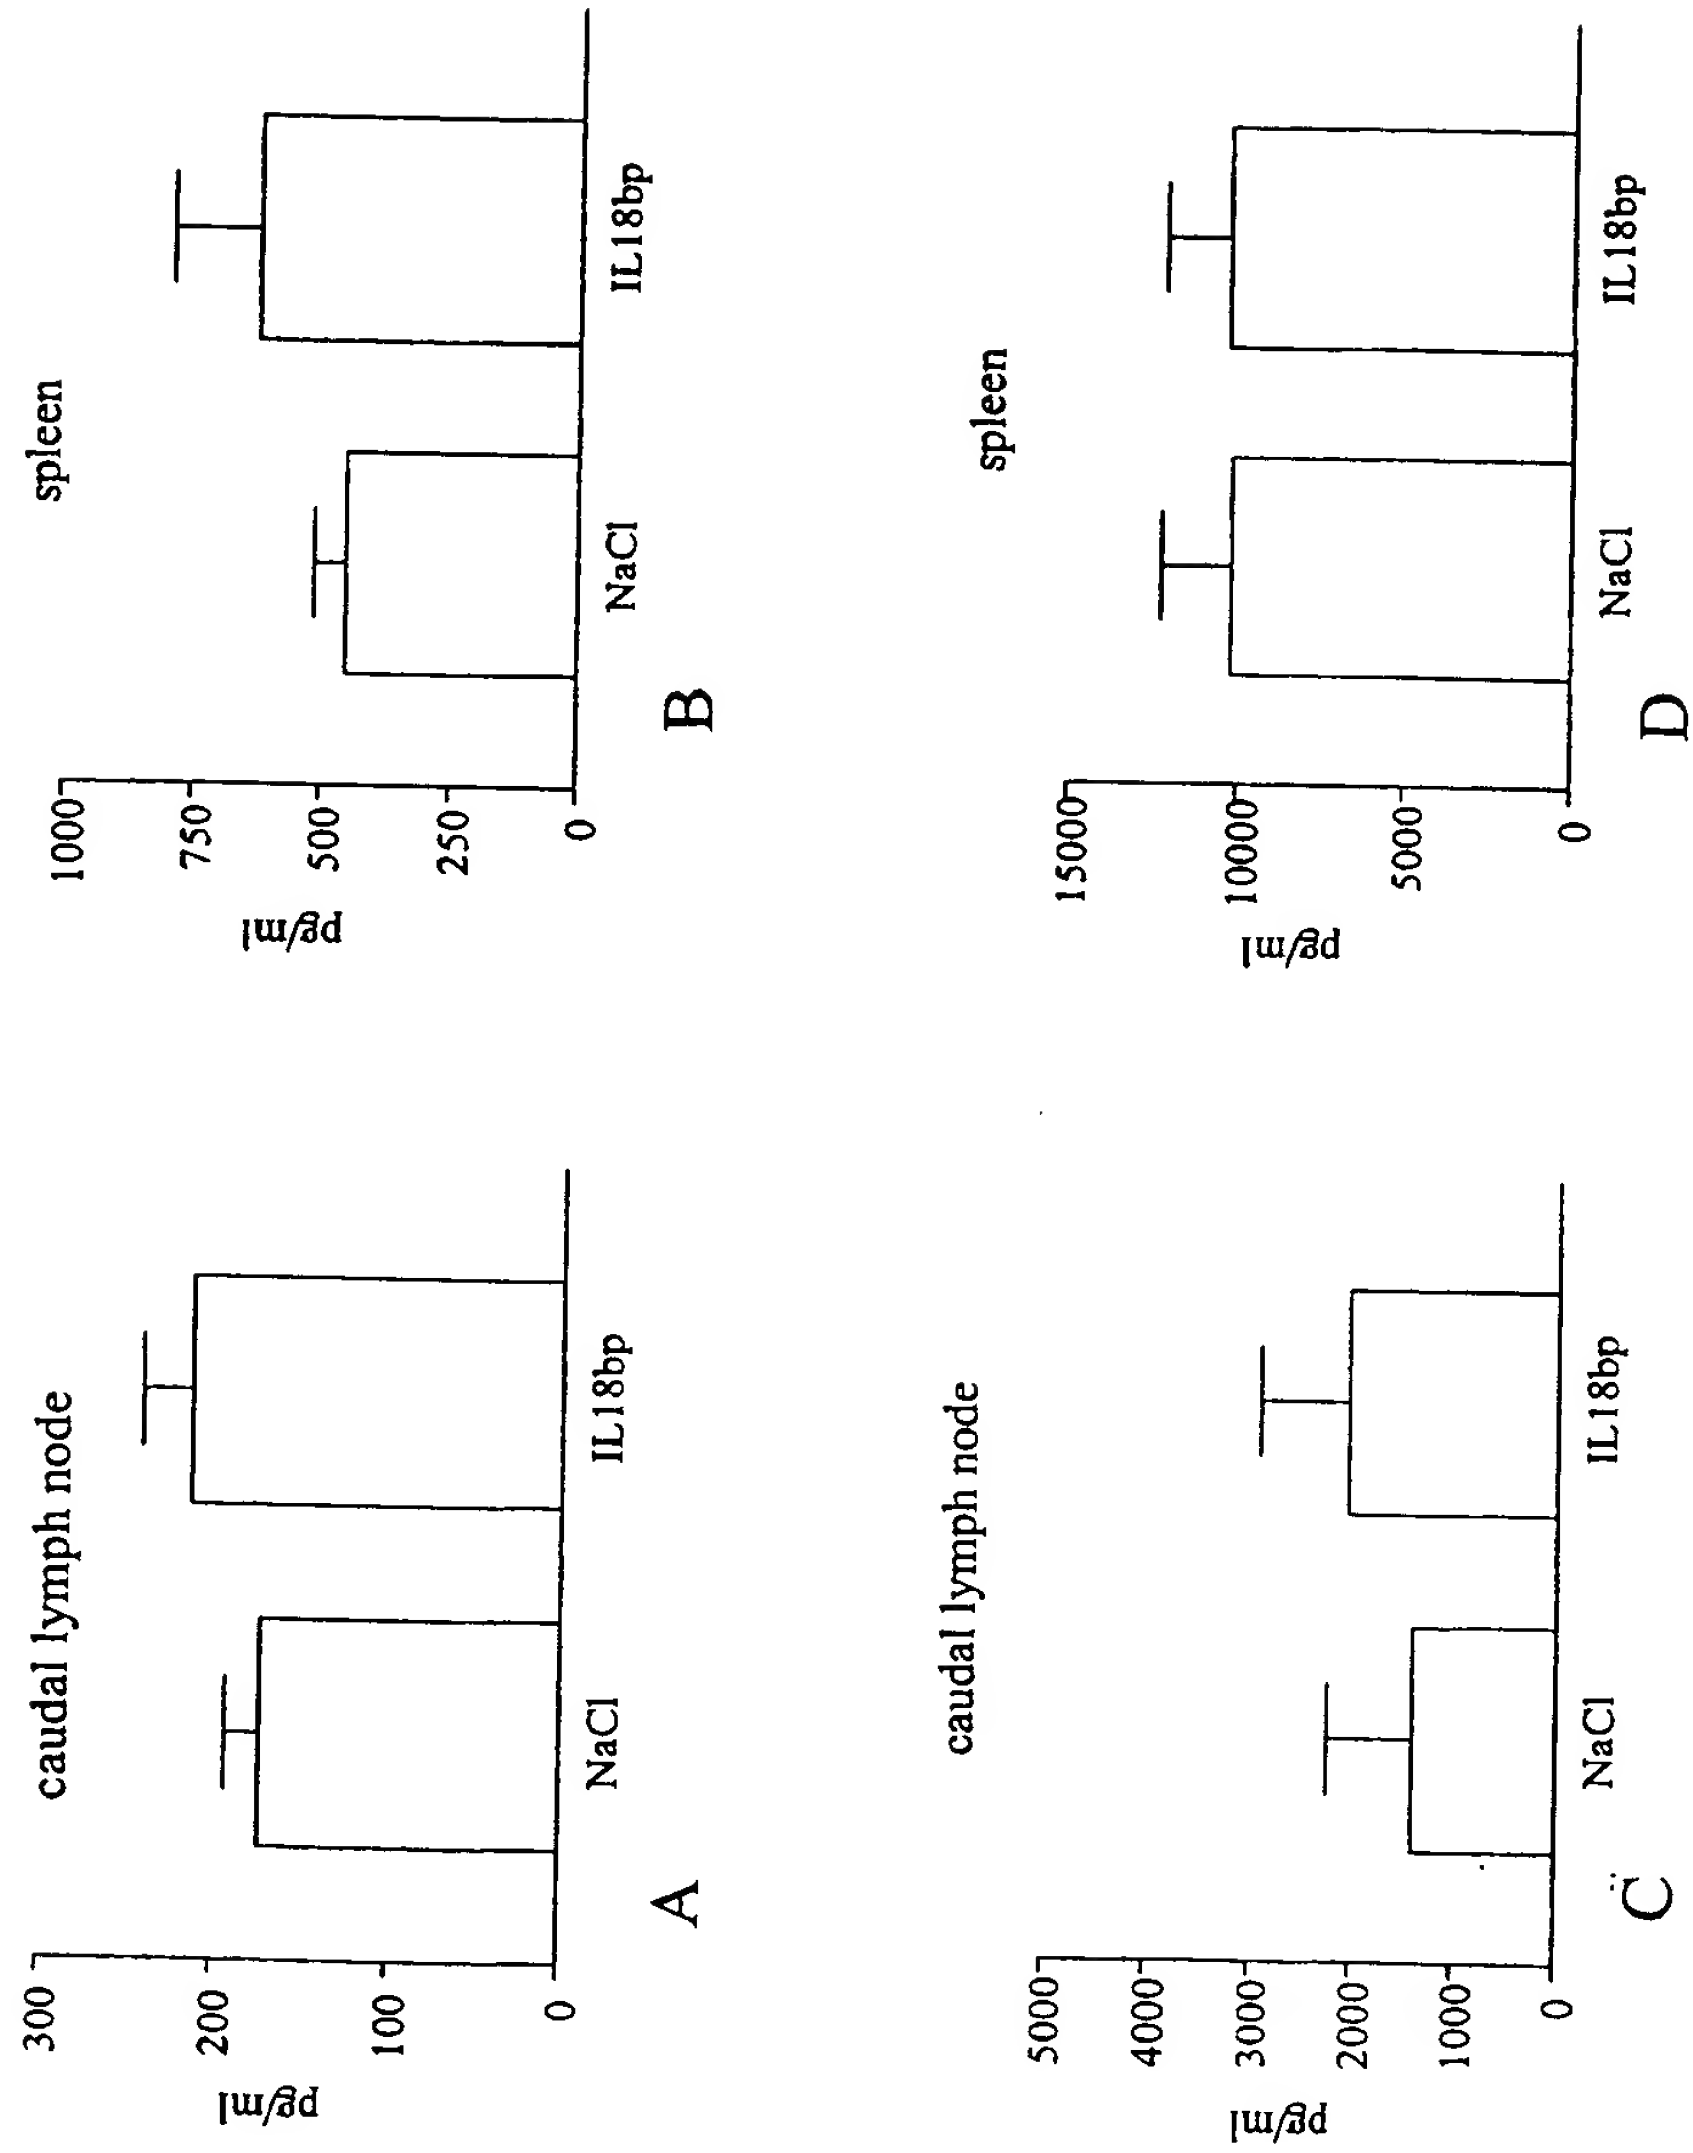 caudal lymph node
300
200
100
0
pg/ml
NaCl
IL18bp
A
spleen
1000
750
500
250
0
pg/ml
NaCl
IL18bp
B
caudal lymph node
5000
4000
3000
2000
1000
0
pg/ml
NaCl
IL18bp
C
spleen
15000
10000
5000
0
pg/ml
NaCl
IL18bp
D